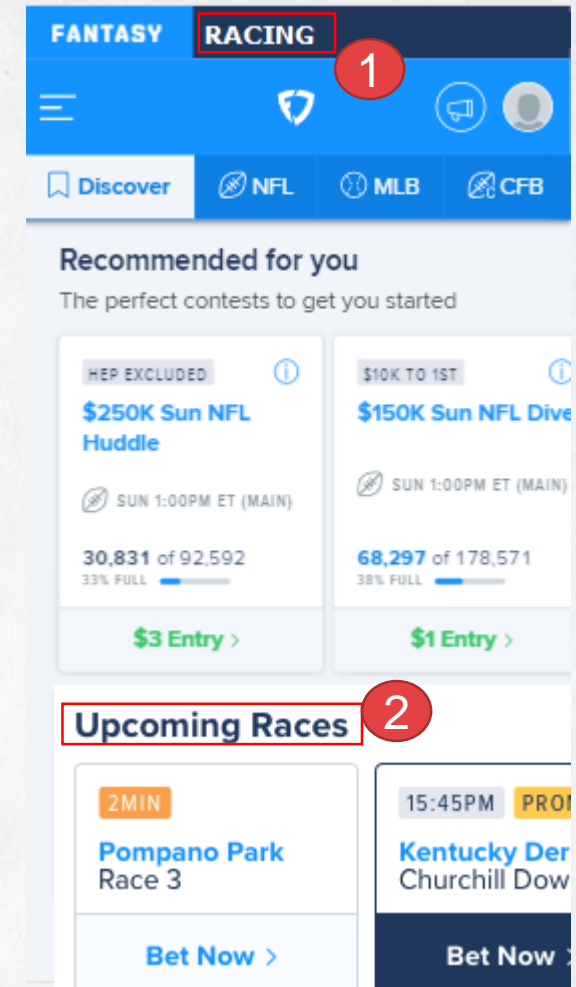 FANTASY RACING
1
Discover NFL MLB CFB
Recommended for you
The perfect contests to get you started
HEP EXCLUDED
$250K Sun NFL
Huddle
SUN 1:00PM ET (MAIN)
30,831 of 92,592
33% FULL
$3 Entry >
$10K TO 1ST
$150K Sun NFL Dive
SUN 1:00PM ET (MAIN)
68,297 of 178,571
38% FULL
$1 Entry >
Upcoming Races
2
2MIN
Pompano Park
Race 3
Bet Now >
15:45PM PRO
Kentucky Der
Churchill Dow
Bet Now >